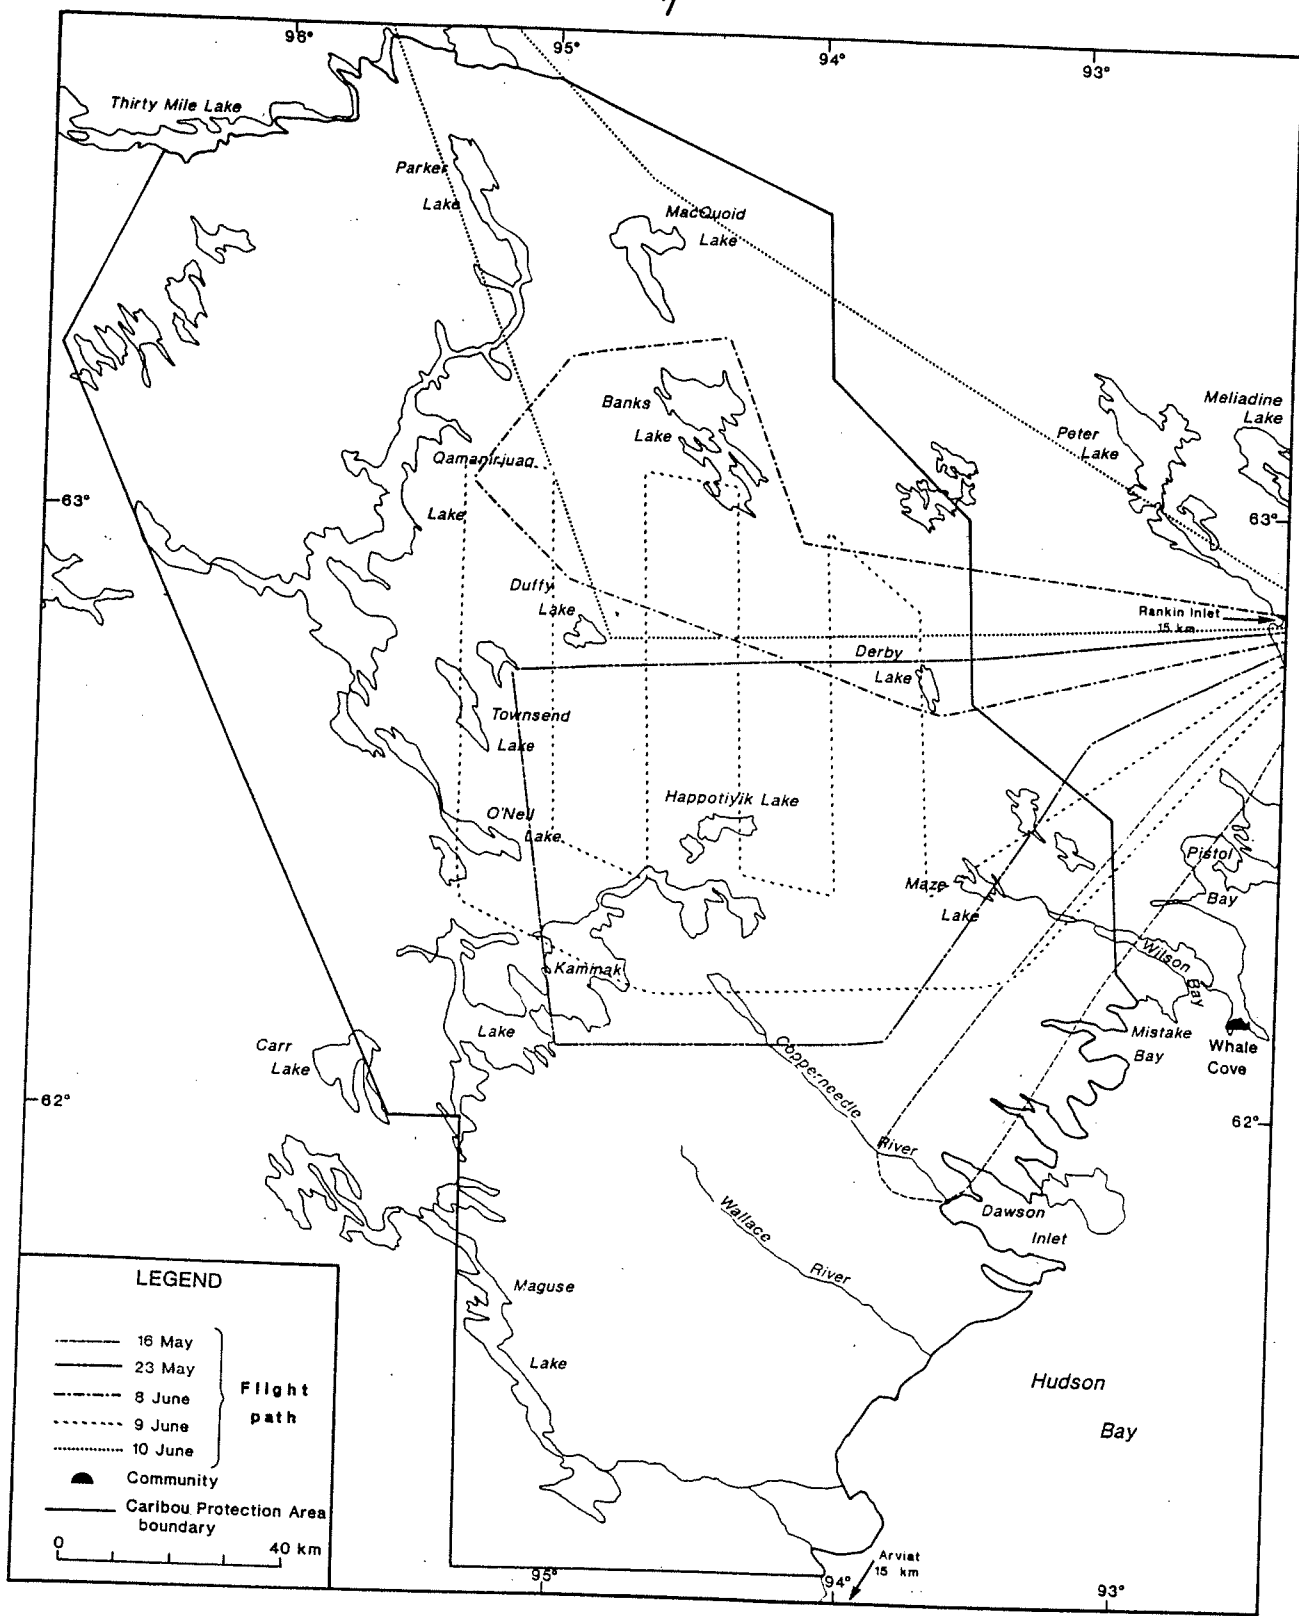 96°
95°
94°
93°
Thirty Mile Lake
Parker
Lake
MacQuoid
Lake
Banks
Lake
Meliadine
Lake
Peter
Lake
Qamanirjuaq
Lake
63°
63°
Duffy
Lake
Rankin Inlet
15 km
Derby
Lake
Townsend
Lake
O'Neil
Lake
Happotiyik Lake
Pistol
Bay
Maze
Lake
Wilson
Bay
Kaminak
Lake
Mistake
Bay
Whale
Cove
Carr
Lake
Copperneedle
River
62°
62°
Dawson
Inlet
Wallace
River
Maguse
Lake
Hudson
Bay
LEGEND
16 May
23 May
8 June
9 June
10 June
Flight
path
Community
Caribou Protection Area
boundary
0 40 km
Arviat
15 km
95°
94°
93°